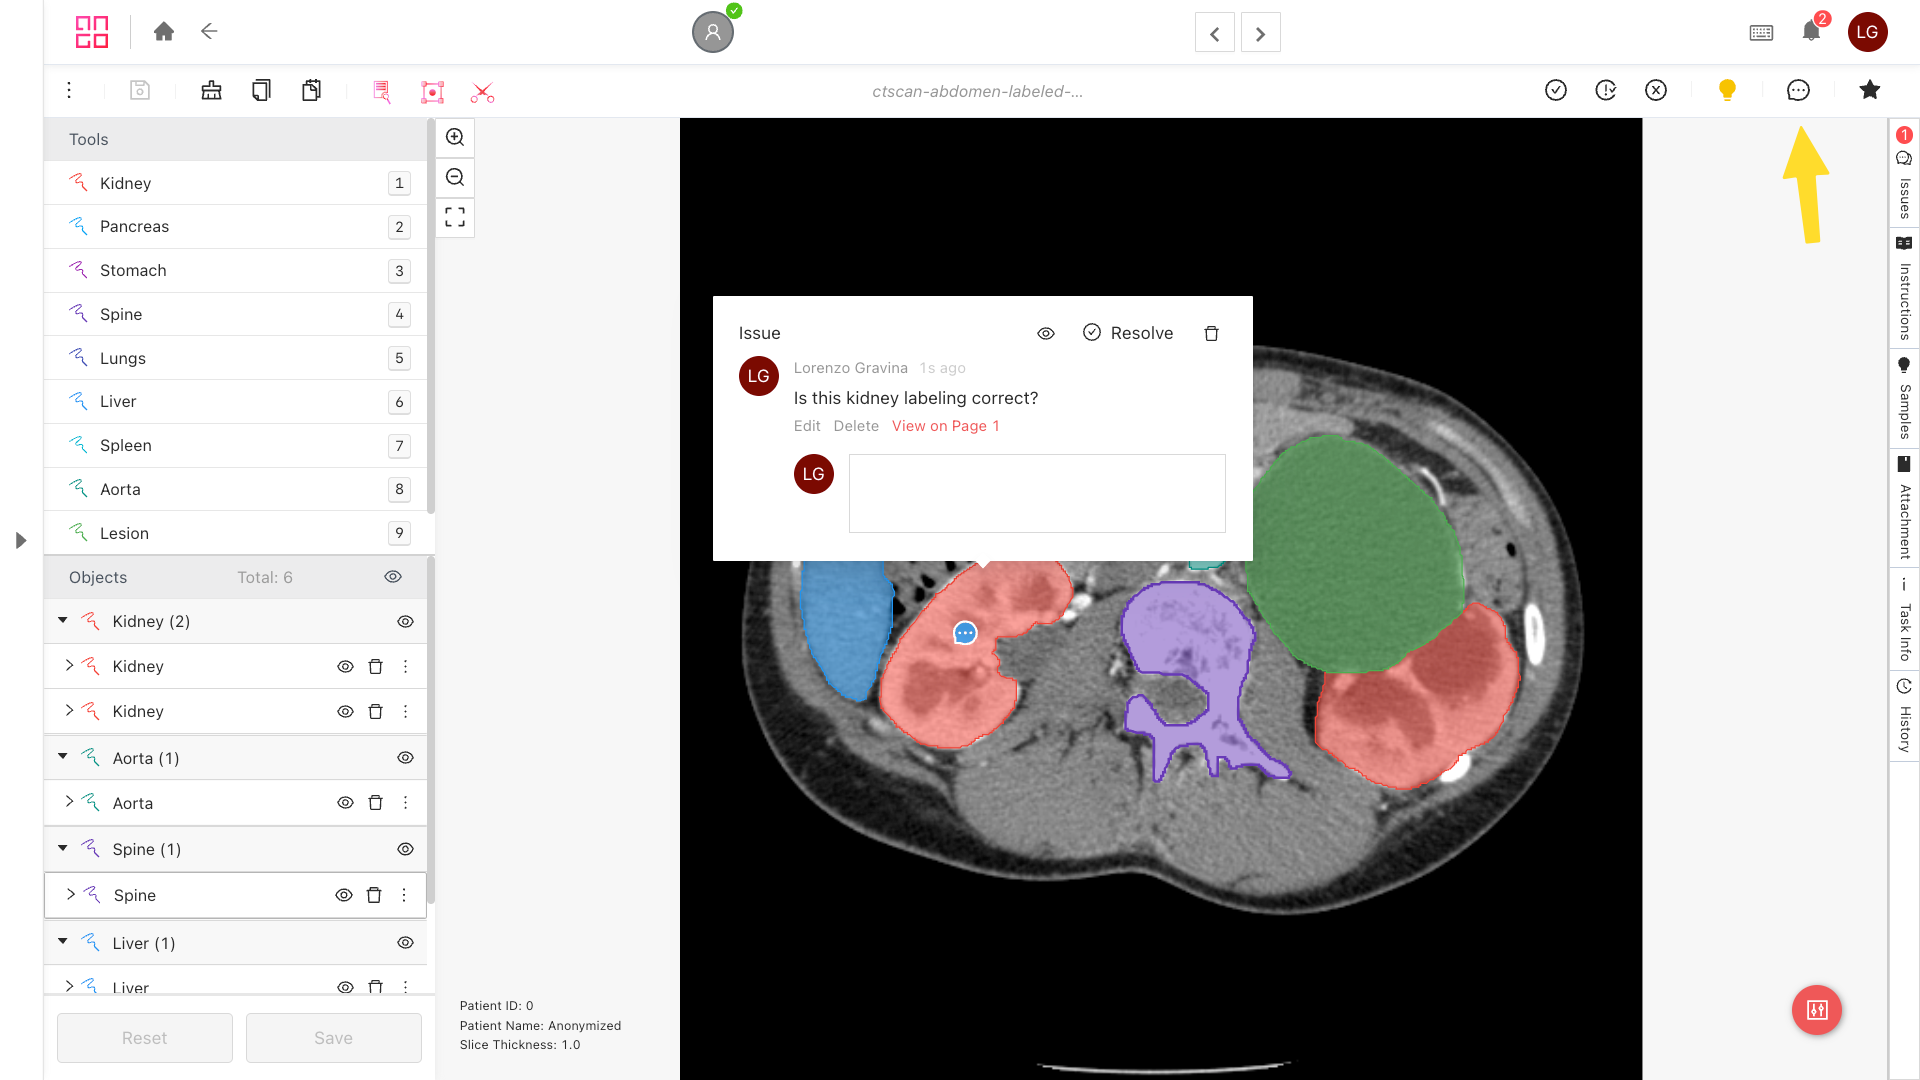 2
LG
ctscan-abdomen-labeled-...
Tools
Kidney 1
Pancreas 2
Stomach 3
Spine 4
Lungs 5
Liver 6
Spleen 7
Aorta 8
Lesion 9
Objects Total: 6
Kidney (2)
Kidney
Kidney
Aorta (1)
Aorta
Spine (1)
Spine
Liver (1)
Liver
Reset Save
Issue Resolve
LG Lorenzo Gravina 1s ago
Is this kidney labeling correct?
Edit Delete View on Page 1
LG
Patient ID: 0
Patient Name: Anonymized
Slice Thickness: 1.0
1
Issues
Instructions
Samples
Attachment
Task Info
History